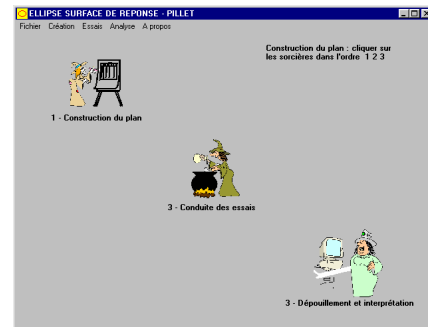 ELLIPSE SURFACE DE REPONSE - PILLET
Fichier Création Essais Analyse A propos
Construction du plan : cliquer sur
les sorcières dans l'ordre 1 2 3
1 - Construction du plan
3 - Conduite des essais
3 - Dépouillement et interprétation